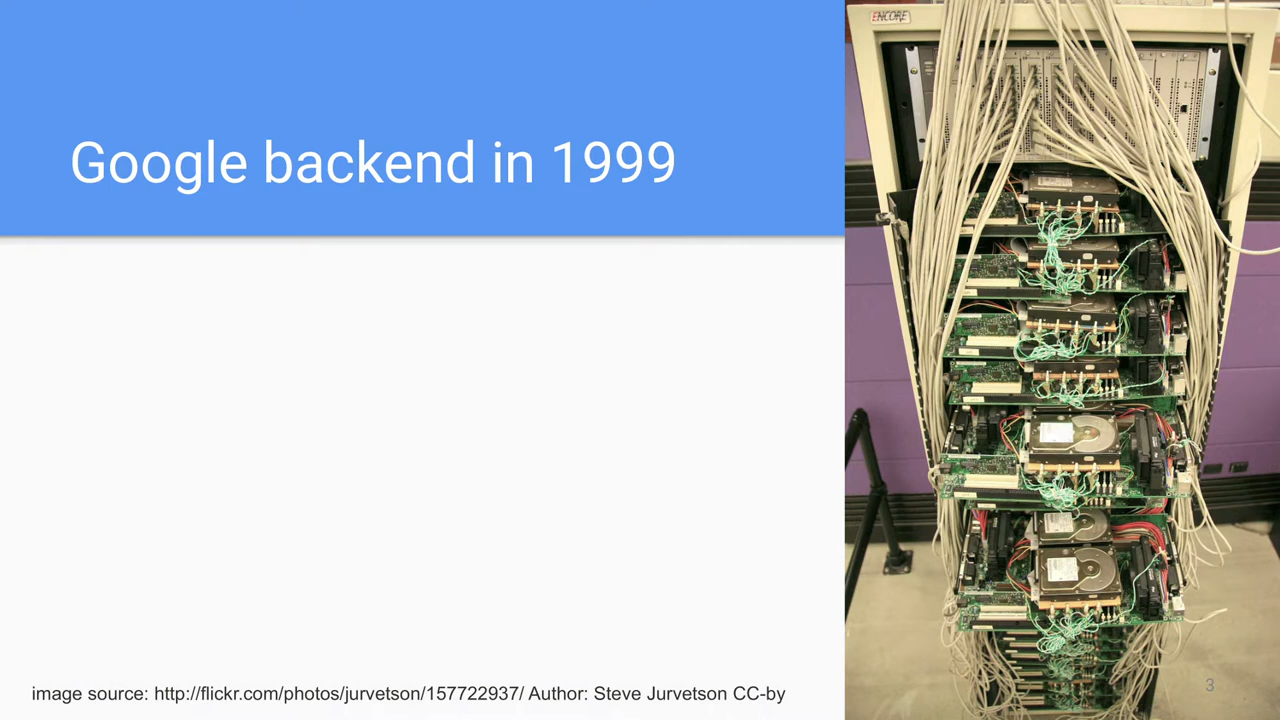 Google backend in 1999
ENCORE
image source: http://flickr.com/photos/jurvetson/157722937/ Author: Steve Jurvetson CC-by
3